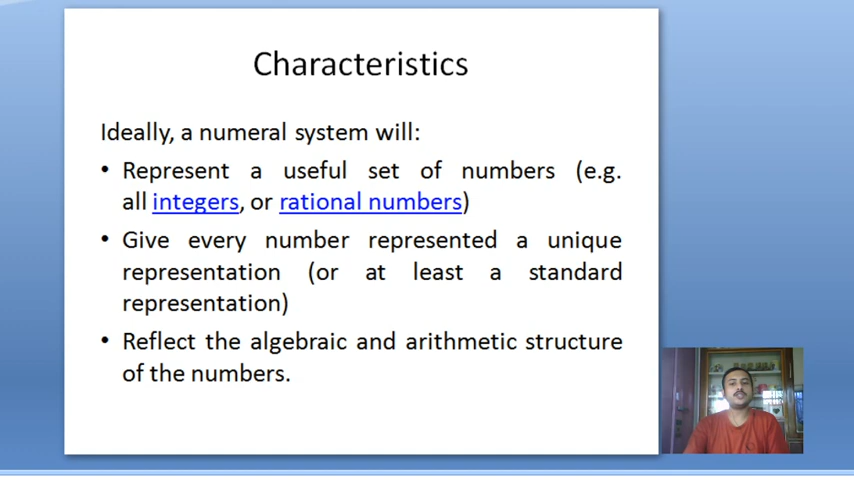 Characteristics
Ideally, a numeral system will:
• Represent a useful set of numbers (e.g.
all integers, or rational numbers)
• Give every number represented a unique
representation (or at least a standard
representation)
• Reflect the algebraic and arithmetic structure
of the numbers.